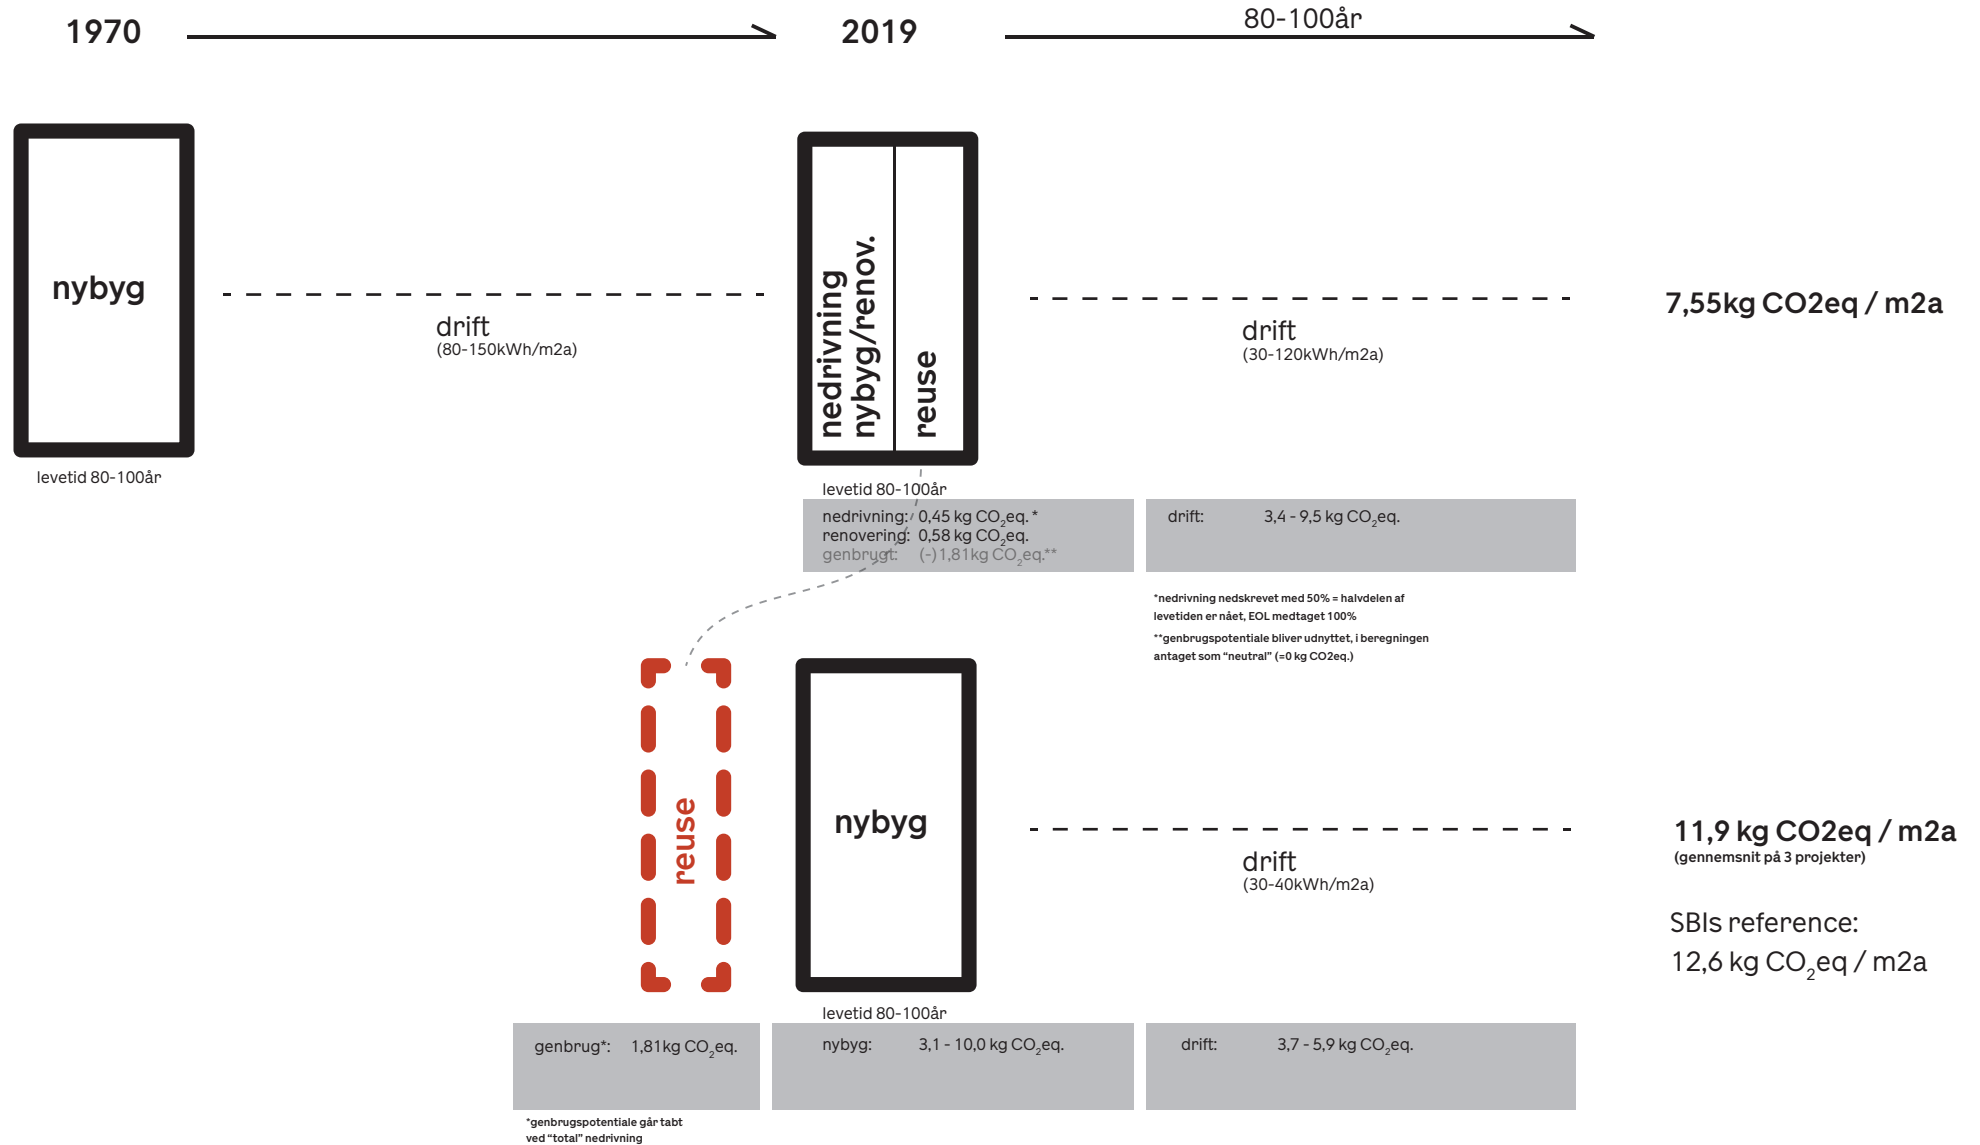 1970
2019
80-100år
nybyg
drift
(80-150kWh/m2a)
levetid 80-100år
nedrivning
nybyg/renov.
reuse
drift
(30-120kWh/m2a)
7,55kg CO2eq / m2a
levetid 80-100år
nedrivning: 0,45 kg CO₂eq. *
renovering: 0,58 kg CO₂eq.
genbrugt: (-)1,81kg CO₂eq.**
drift: 3,4 - 9,5 kg CO₂eq.
*nedrivning nedskrevet med 50% = halvdelen af
levetiden er nået, EOL medtaget 100%
**genbrugspotentiale bliver udnyttet, i beregningen
antaget som “neutral” (=0 kg CO2eq.)
reuse
nybyg
drift
(30-40kWh/m2a)
11,9 kg CO2eq / m2a
(gennemsnit på 3 projekter)
SBIs reference:
12,6 kg CO₂eq / m2a
levetid 80-100år
genbrug*: 1,81kg CO₂eq.
nybyg: 3,1 - 10,0 kg CO₂eq.
drift: 3,7 - 5,9 kg CO₂eq.
*genbrugspotentiale går tabt
ved “total” nedrivning